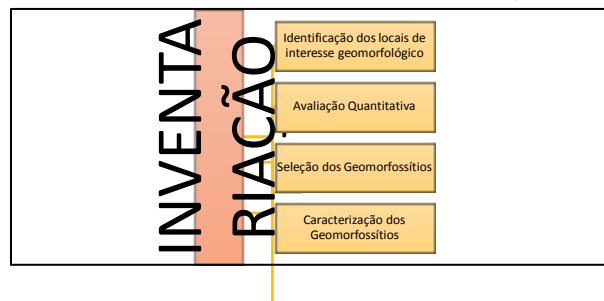 INVENTA
RIAÇÃO
Identificação dos locais de
interesse geomorfológico
Avaliação Quantitativa
Seleção dos Geomorfossítios
Caracterização dos
Geomorfossítios